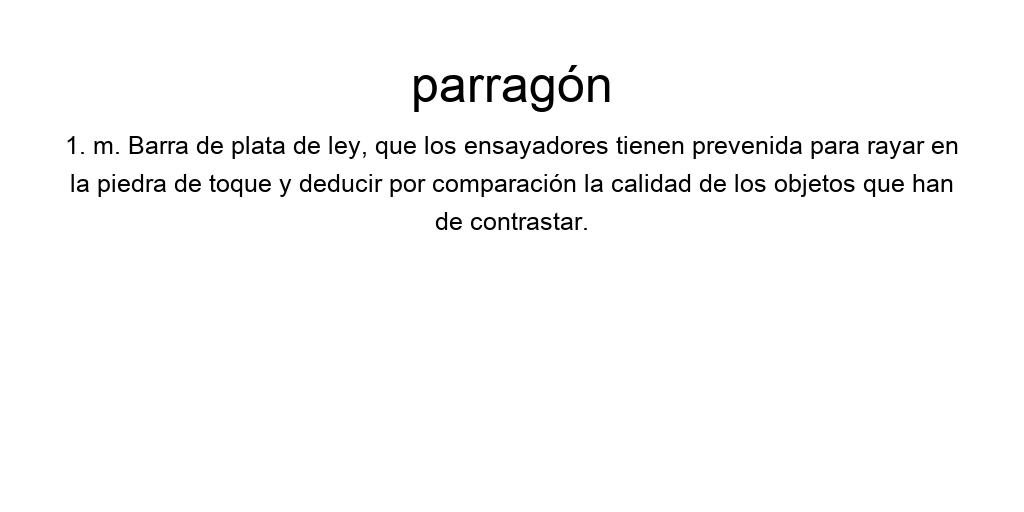 parragón
1. m. Barra de plata de ley, que los ensayadores tienen prevenida para rayar en
la piedra de toque y deducir por comparación la calidad de los objetos que han
de contrastar.